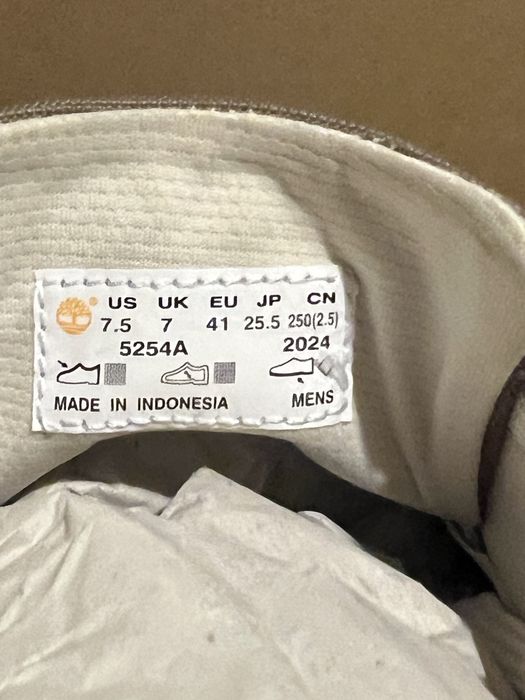 US UK EU JP CN
7.5 7 41 25.5 250(2.5)
5254A 2024
MADE IN INDONESIA MENS